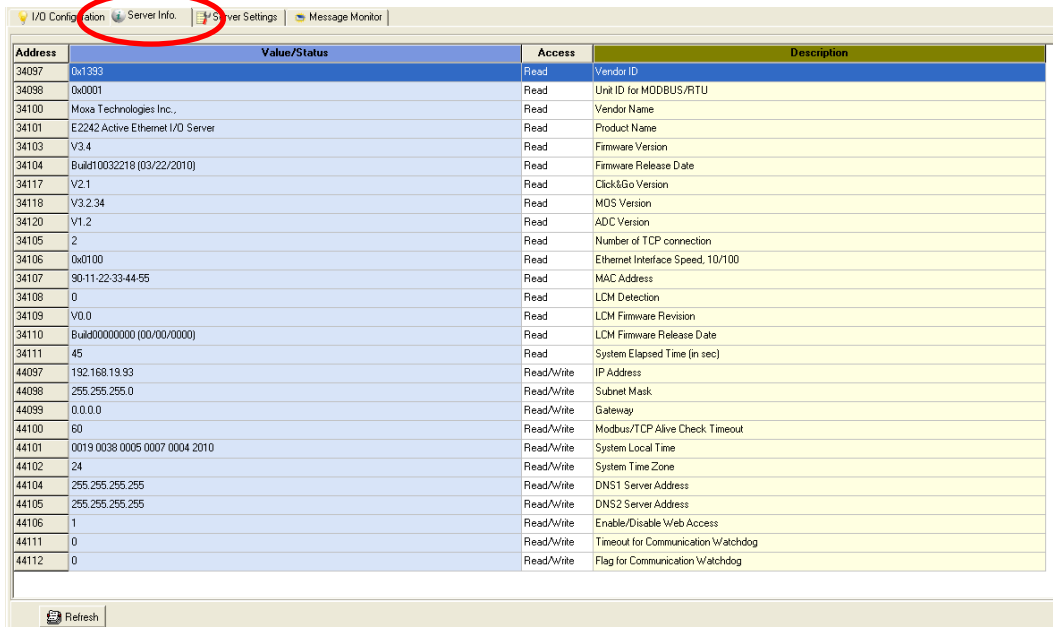 I/O Configuration Server Info. Server Settings Message Monitor
Address Value/Status Access Description
34097 0x1393 Read Vendor ID
34098 0x0001 Read Unit ID for MODBUS/RTU
34100 Moxa Technologies Inc., Read Vendor Name
34101 E2242 Active Ethernet I/O Server Read Product Name
34103 V3.4 Read Firmware Version
34104 Build10032218 (03/22/2010) Read Firmware Release Date
34117 V2.1 Read Click&Go Version
34118 V3.2.34 Read MOS Version
34120 V1.2 Read ADC Version
34105 2 Read Number of TCP connection
34106 0x0100 Read Ethernet Interface Speed, 10/100
34107 90-11-22-33-44-55 Read MAC Address
34108 0 Read LCM Detection
34109 V0.0 Read LCM Firmware Revision
34110 Build00000000 (00/00/0000) Read LCM Firmware Release Date
34111 45 Read System Elapsed Time (in sec)
44097 192.168.19.93 Read/Write IP Address
44098 255.255.255.0 Read/Write Subnet Mask
44099 0.0.0.0 Read/Write Gateway
44100 60 Read/Write Modbus/TCP Alive Check Timeout
44101 0019 0038 0005 0007 0004 2010 Read/Write System Local Time
44102 24 Read/Write System Time Zone
44104 255.255.255.255 Read/Write DNS1 Server Address
44105 255.255.255.255 Read/Write DNS2 Server Address
44106 1 Read/Write Enable/Disable Web Access
44111 0 Read/Write Timeout for Communication Watchdog
44112 0 Read/Write Flag for Communication Watchdog
Refresh